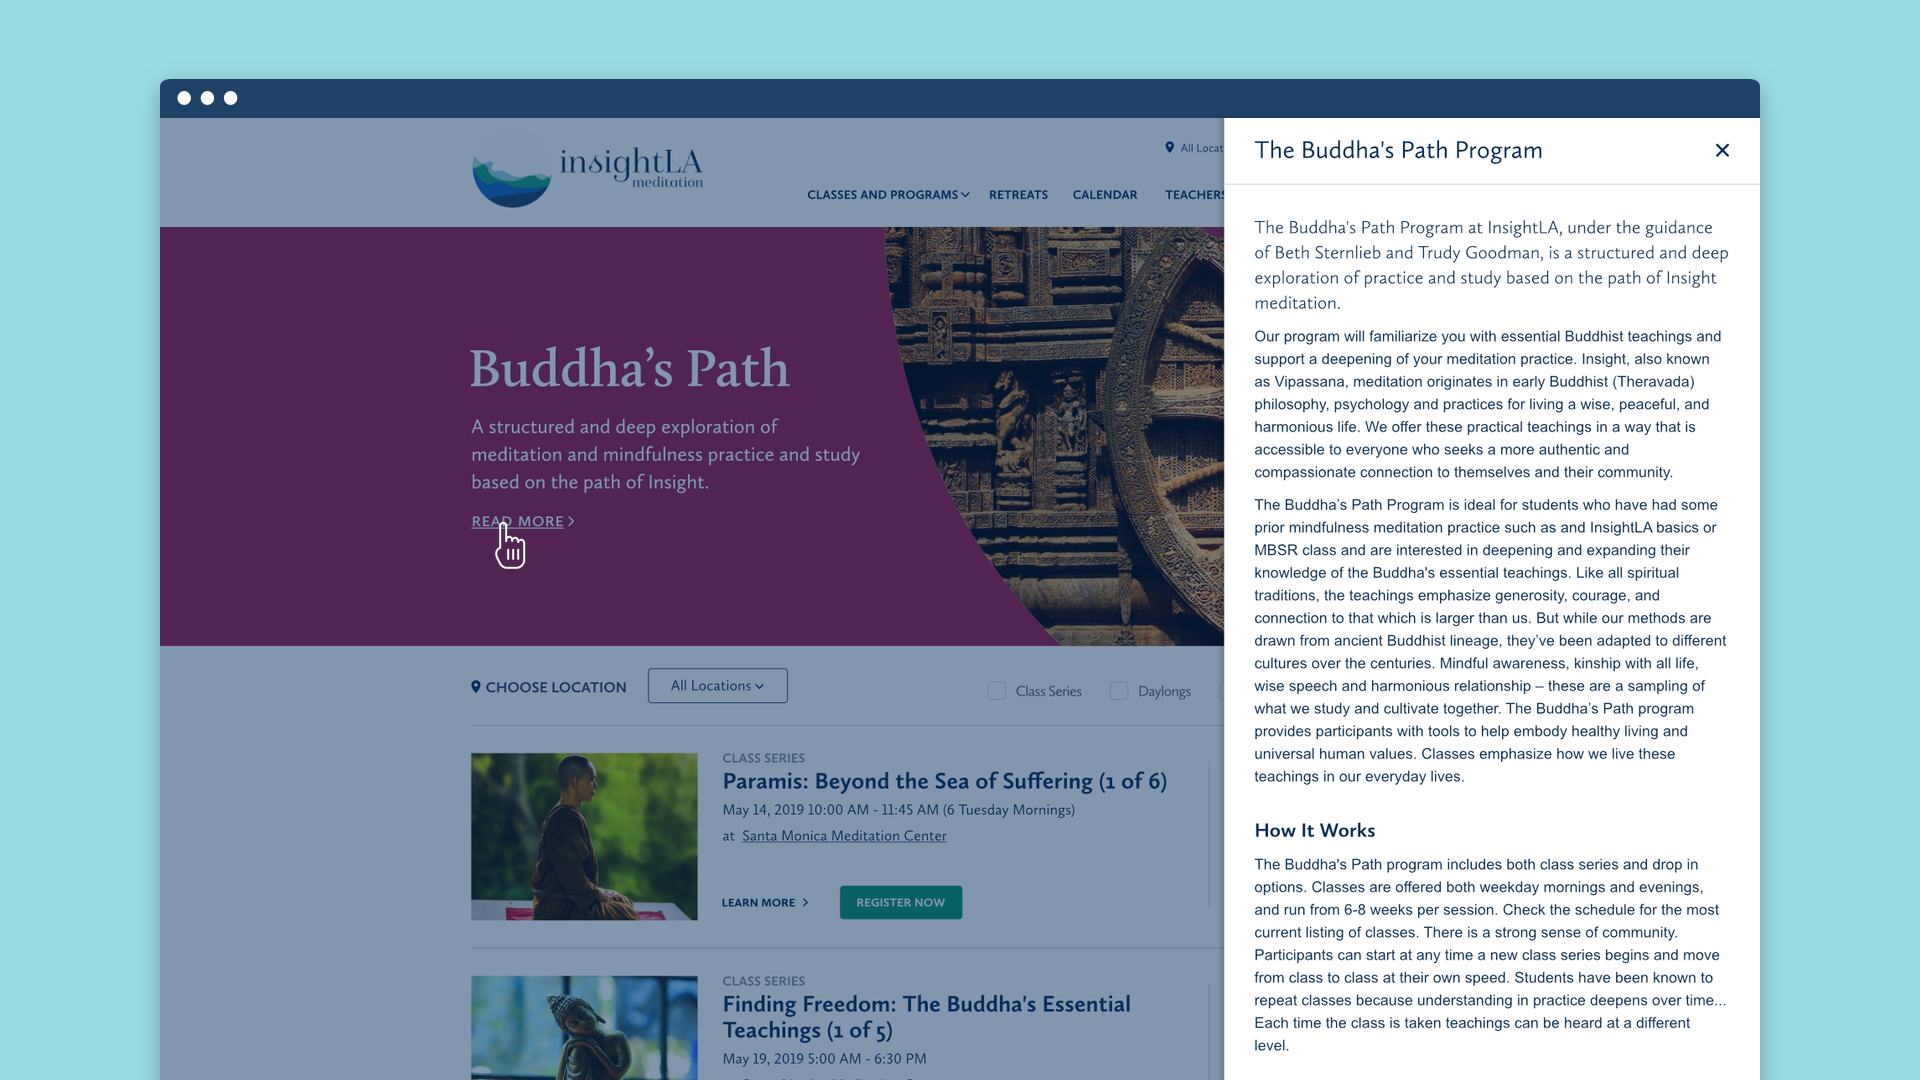 insightLA
meditation
All Locat
CLASSES AND PROGRAMS
RETREATS
CALENDAR
TEACHERS
Buddha’s Path
A structured and deep exploration of
meditation and mindfulness practice and study
based on the path of Insight.
READ MORE
CHOOSE LOCATION
All Locations
Class Series
Daylongs
CLASS SERIES
Paramis: Beyond the Sea of Suffering (1 of 6)
May 14, 2019 10:00 AM - 11:45 AM (6 Tuesday Mornings)
at Santa Monica Meditation Center
LEARN MORE
REGISTER NOW
CLASS SERIES
Finding Freedom: The Buddha's Essential
Teachings (1 of 5)
May 19, 2019 5:00 AM - 6:30 PM
The Buddha's Path Program
The Buddha's Path Program at InsightLA, under the guidance
of Beth Sternlieb and Trudy Goodman, is a structured and deep
exploration of practice and study based on the path of Insight
meditation.
Our program will familiarize you with essential Buddhist teachings and
support a deepening of your meditation practice. Insight, also known
as Vipassana, meditation originates in early Buddhist (Theravada)
philosophy, psychology and practices for living a wise, peaceful, and
harmonious life. We offer these practical teachings in a way that is
accessible to everyone who seeks a more authentic and
compassionate connection to themselves and their community.
The Buddha’s Path Program is ideal for students who have had some
prior mindfulness meditation practice such as and InsightLA basics or
MBSR class and are interested in deepening and expanding their
knowledge of the Buddha's essential teachings. Like all spiritual
traditions, the teachings emphasize generosity, courage, and
connection to that which is larger than us. But while our methods are
drawn from ancient Buddhist lineage, they’ve been adapted to different
cultures over the centuries. Mindful awareness, kinship with all life,
wise speech and harmonious relationship – these are a sampling of
what we study and cultivate together. The Buddha’s Path program
provides participants with tools to help embody healthy living and
universal human values. Classes emphasize how we live these
teachings in our everyday lives.
How It Works
The Buddha's Path program includes both class series and drop in
options. Classes are offered both weekday mornings and evenings,
and run from 6-8 weeks per session. Check the schedule for the most
current listing of classes. There is a strong sense of community.
Participants can start at any time a new class series begins and move
from class to class at their own speed. Students have been known to
repeat classes because understanding in practice deepens over time...
Each time the class is taken teachings can be heard at a different
level.